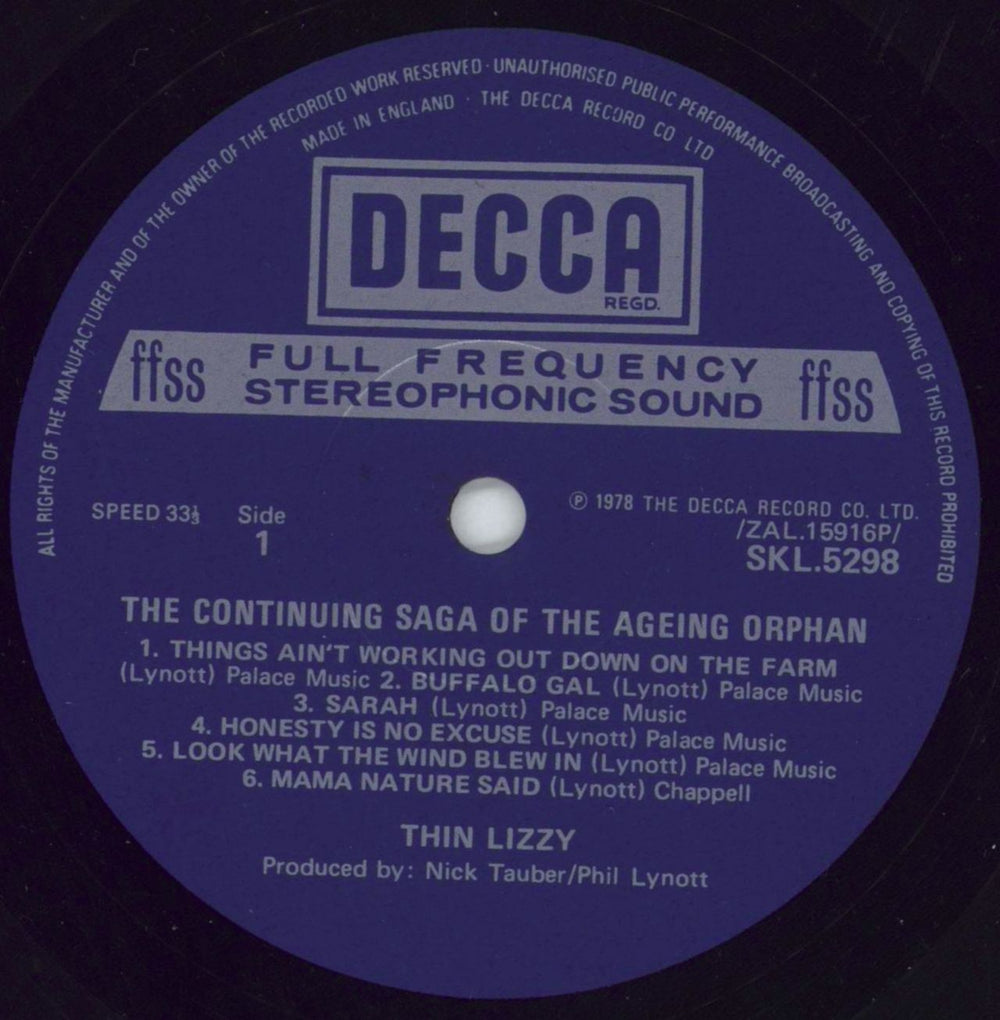 ALL RIGHTS OF THE MANUFACTURER AND OF THE OWNER OF THE RECORDED WORK RESERVED · UNAUTHORISED PUBLIC PERFORMANCE BROADCASTING AND COPYING OF THIS RECORD PROHIBITED
MADE IN ENGLAND · THE DECCA RECORD CO LTD
DECCA
REGD.
ffss FULL FREQUENCY ffss
STEREOPHONIC SOUND
SPEED 33⅓ Side
1
℗ 1978 THE DECCA RECORD CO. LTD.
/ZAL.15916P/
SKL.5298
THE CONTINUING SAGA OF THE AGEING ORPHAN
1. THINGS AIN'T WORKING OUT DOWN ON THE FARM
(Lynott) Palace Music 2. BUFFALO GAL (Lynott) Palace Music
3. SARAH (Lynott) Palace Music
4. HONESTY IS NO EXCUSE (Lynott) Palace Music
5. LOOK WHAT THE WIND BLEW IN (Lynott) Palace Music
6. MAMA NATURE SAID (Lynott) Chappell
THIN LIZZY
Produced by: Nick Tauber/Phil Lynott